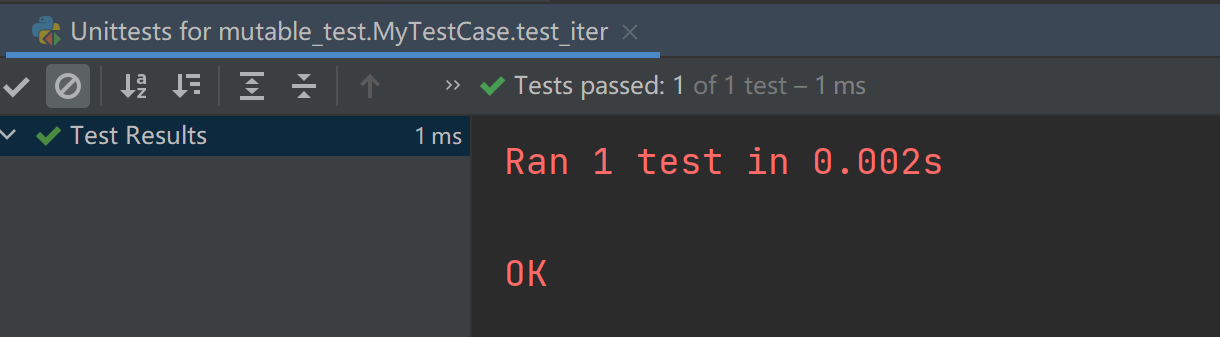 Unittests for mutable_test.MyTestCase.test_iter
Tests passed: 1 of 1 test – 1 ms
Test Results 1 ms
Ran 1 test in 0.002s
OK